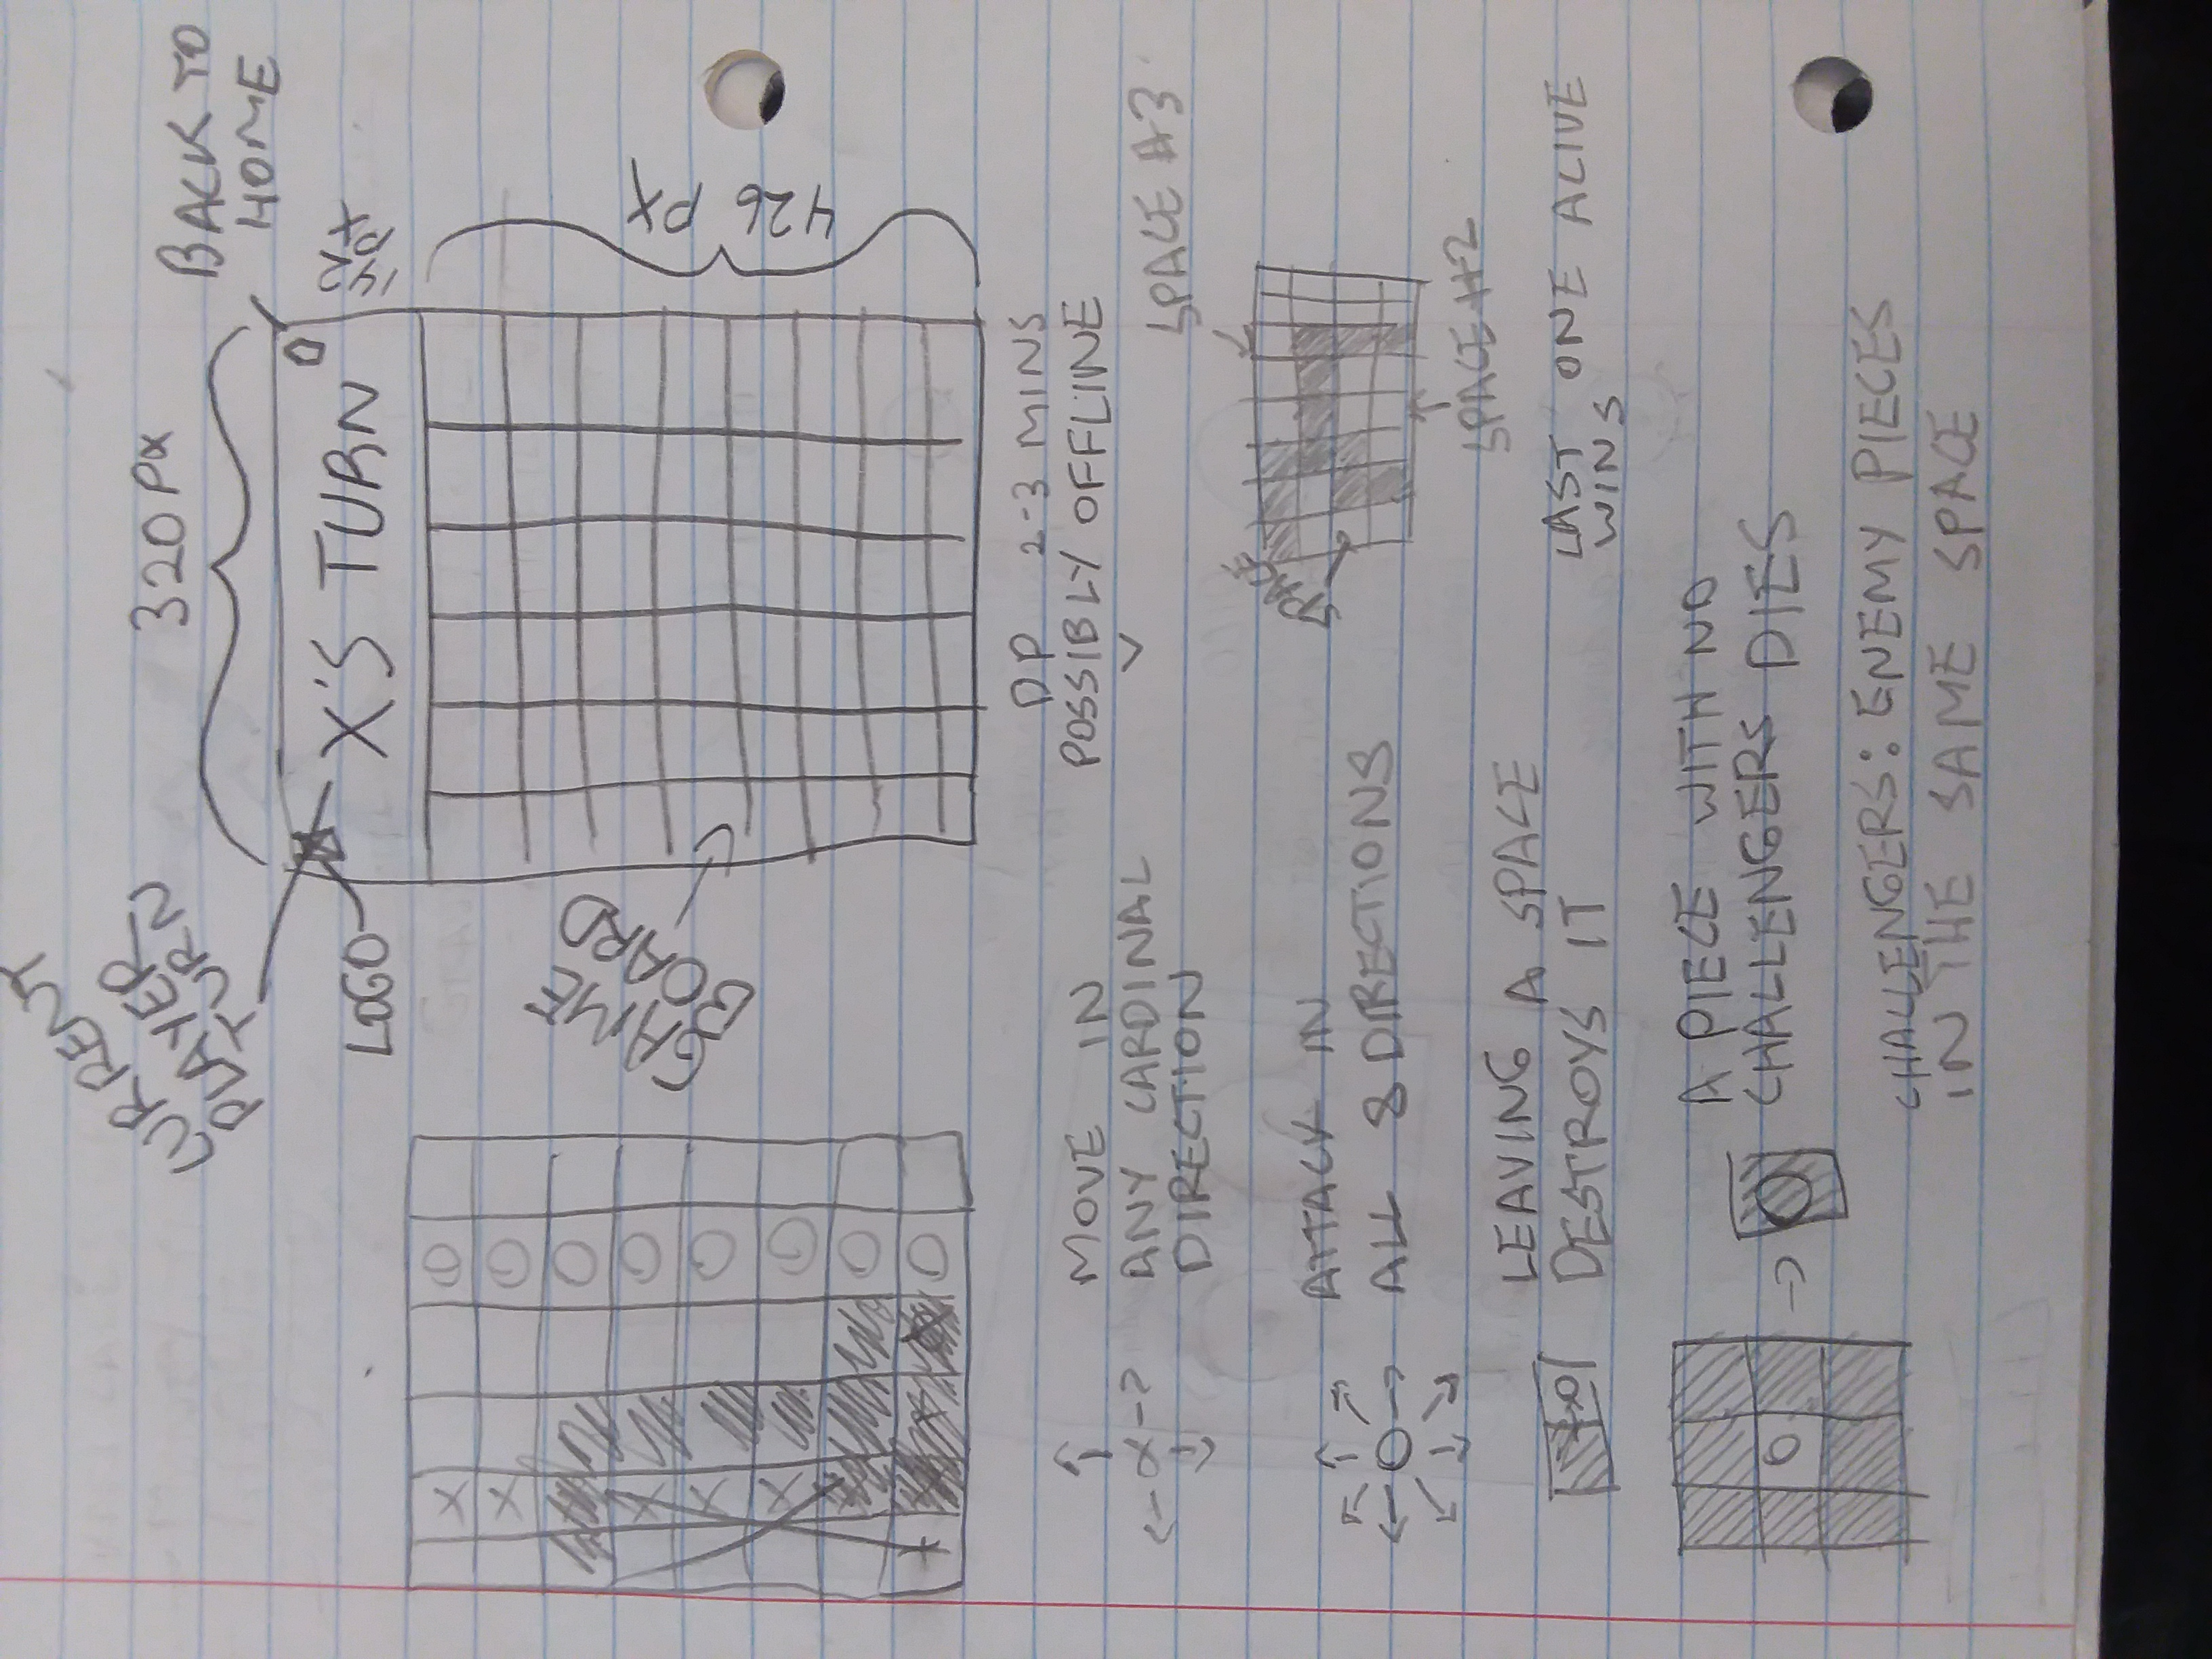 CURRENT
PLAYER
TURN
320 PX
BACK TO
HOME
LOGO
X'S TURN
142
PX
GAME
BOARD
426 PX
X O
X O
O
X O
X O
X O
O
O
DP 2-3 MINS
POSSIBLY OFFLINE
MOVE IN
ANY CARDINAL
DIRECTION
SPACE #3
SPACE
ATTACK IN
ALL 8 DIRECTIONS
SPACE #2
LEAVING A SPACE
DESTROYS IT
LAST ONE ALIVE
WINS
A PIECE WITH NO
CHALLENGERS DIES
O
O
CHALLENGERS: ENEMY PIECES
IN THE SAME SPACE